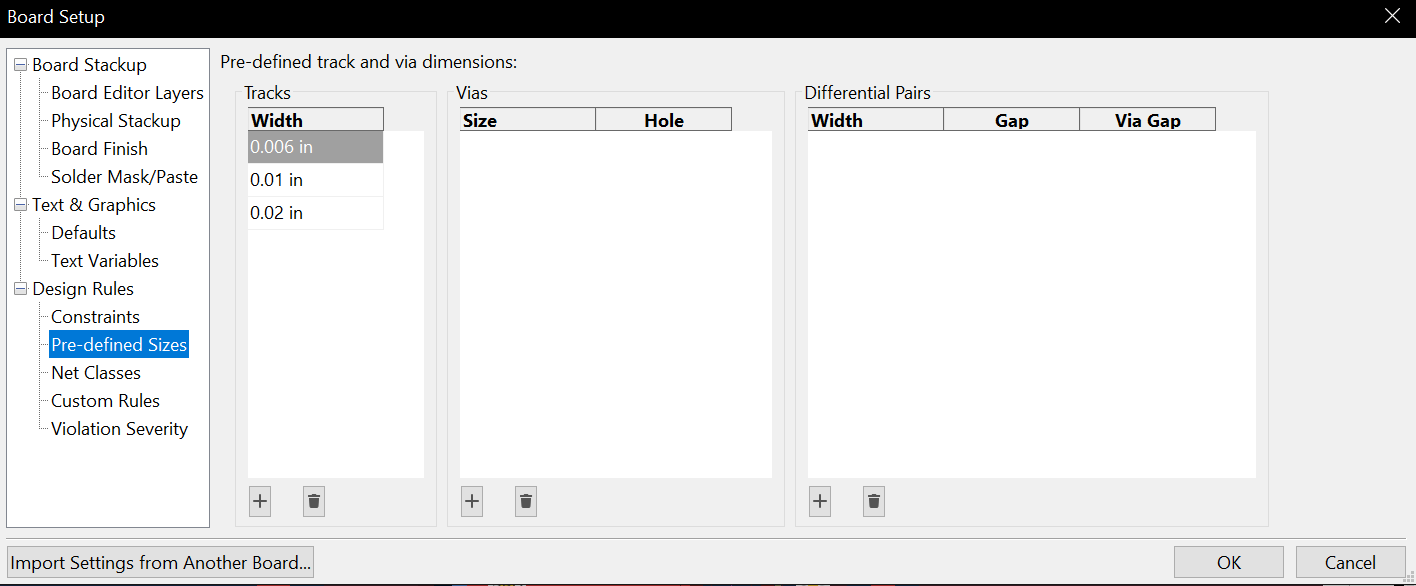 Board Setup
Board Stackup
Board Editor Layers
Physical Stackup
Board Finish
Solder Mask/Paste
Text & Graphics
Defaults
Text Variables
Design Rules
Constraints
Pre-defined Sizes
Net Classes
Custom Rules
Violation Severity
Pre-defined track and via dimensions:
Tracks
Width
0.006 in
0.01 in
0.02 in
Vias
Size Hole
Differential Pairs
Width Gap Via Gap
Import Settings from Another Board...
OK Cancel